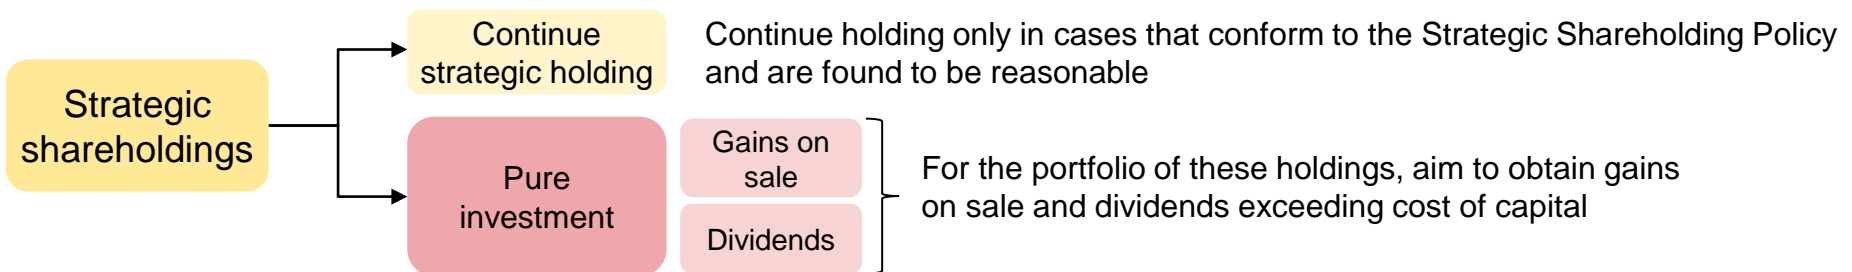 Strategic
shareholdings
Continue
strategic holding
Continue holding only in cases that conform to the Strategic Shareholding Policy
and are found to be reasonable
Pure
investment
Gains on
sale
Dividends
For the portfolio of these holdings, aim to obtain gains
on sale and dividends exceeding cost of capital